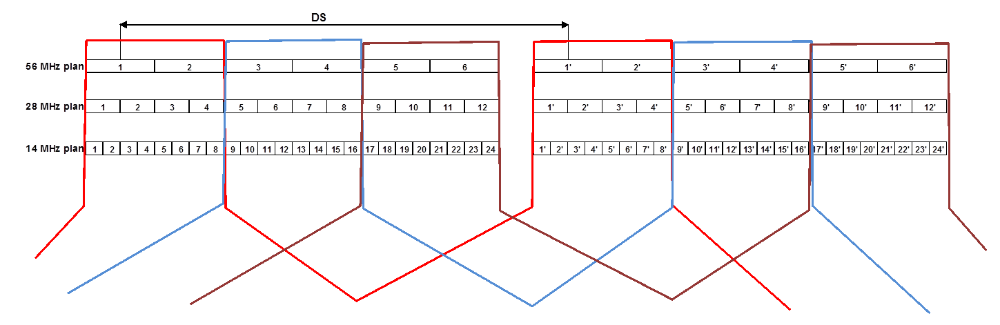 DS
56 MHz plan 1 2 3 4 5 6 1' 2' 3' 4' 5' 6'
28 MHz plan 1 2 3 4 5 6 7 8 9 10 11 12 1' 2' 3' 4' 5' 6' 7' 8' 9' 10' 11' 12'
14 MHz plan 1 2 3 4 5 6 7 8 9 10 11 12 13 14 15 16 17 18 19 20 21 22 23 24 1' 2' 3' 4' 5' 6' 7' 8' 9' 10' 11' 12' 13' 14' 15' 16' 17' 18' 19' 20' 21' 22' 23' 24'